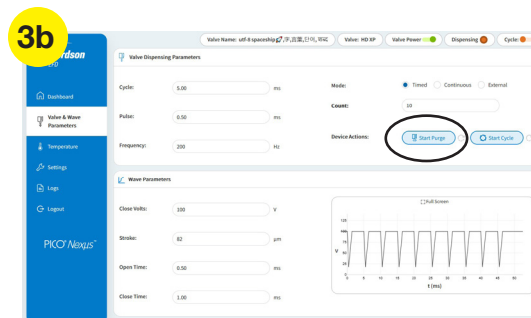 3b
rdson
EFD
Valve Name: utf-8 spaceship
Valve: HD XP
Valve Power
Dispensing
Cycle:
Dashboard
Valve & Wave
Parameters
Temperature
Settings
Logs
Logout
PICO® Nexμs™
Valve Dispensing Parameters
Cycle:
5.00
ms
Pulse:
0.50
ms
Frequency:
200
Hz
Mode:
Timed
Continuous
External
Count:
10
Device Actions:
Start Purge
Start Cycle
Wave Parameters
Close Volts:
100
V
Stroke:
82
μm
Open Time:
0.50
ms
Close Time:
1.00
ms
Full Screen
V
t (ms)